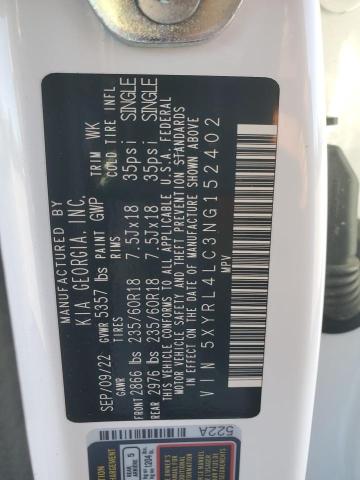 MANUFACTURED BY
KIA GEORGIA, INC.
SEP/09/22 GVWR 5357 lbs PAINT GWP TRIM WK
GAWR TIRES RIMS COLD TIRE INFL
FRONT 2866 lbs 235/60R18 7.5Jx18 35psi SINGLE
REAR 2976 lbs 235/60R18 7.5Jx18 35psi SINGLE
THIS VEHICLE CONFORMS TO ALL APPLICABLE U.S.A. FEDERAL
MOTOR VEHICLE SAFETY STANDARDS
IN EFFECT ON THE DATE OF MANUFACTURE SHOWN ABOVE
VIN 5XYRL4LC3NG152402
MPV
522A
REAR
5